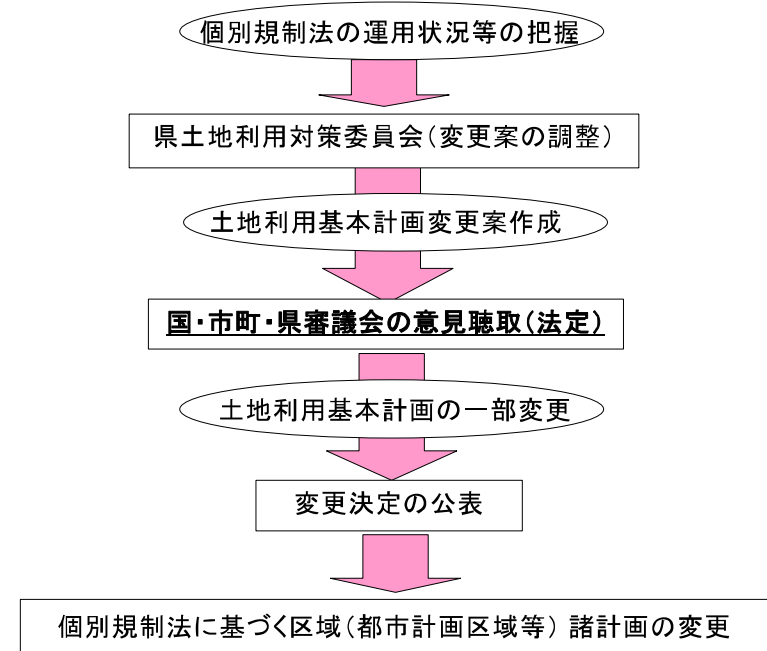 個別規制法の運用状況等の把握
県土地利用対策委員会（変更案の調整）
土地利用基本計画変更案作成
国・市町・県審議会の意見聴取（法定）
土地利用基本計画の一部変更
変更決定の公表
個別規制法に基づく区域（都市計画区域等）諸計画の変更